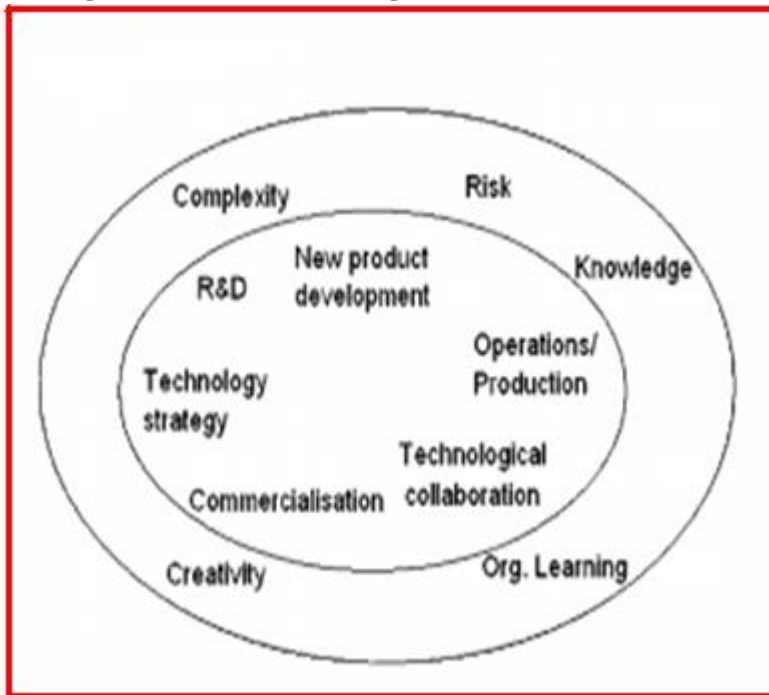 Complexity
Risk
Knowledge
New product
development
R&D
Operations/
Production
Technology
strategy
Technological
collaboration
Commercialisation
Creativity
Org. Learning